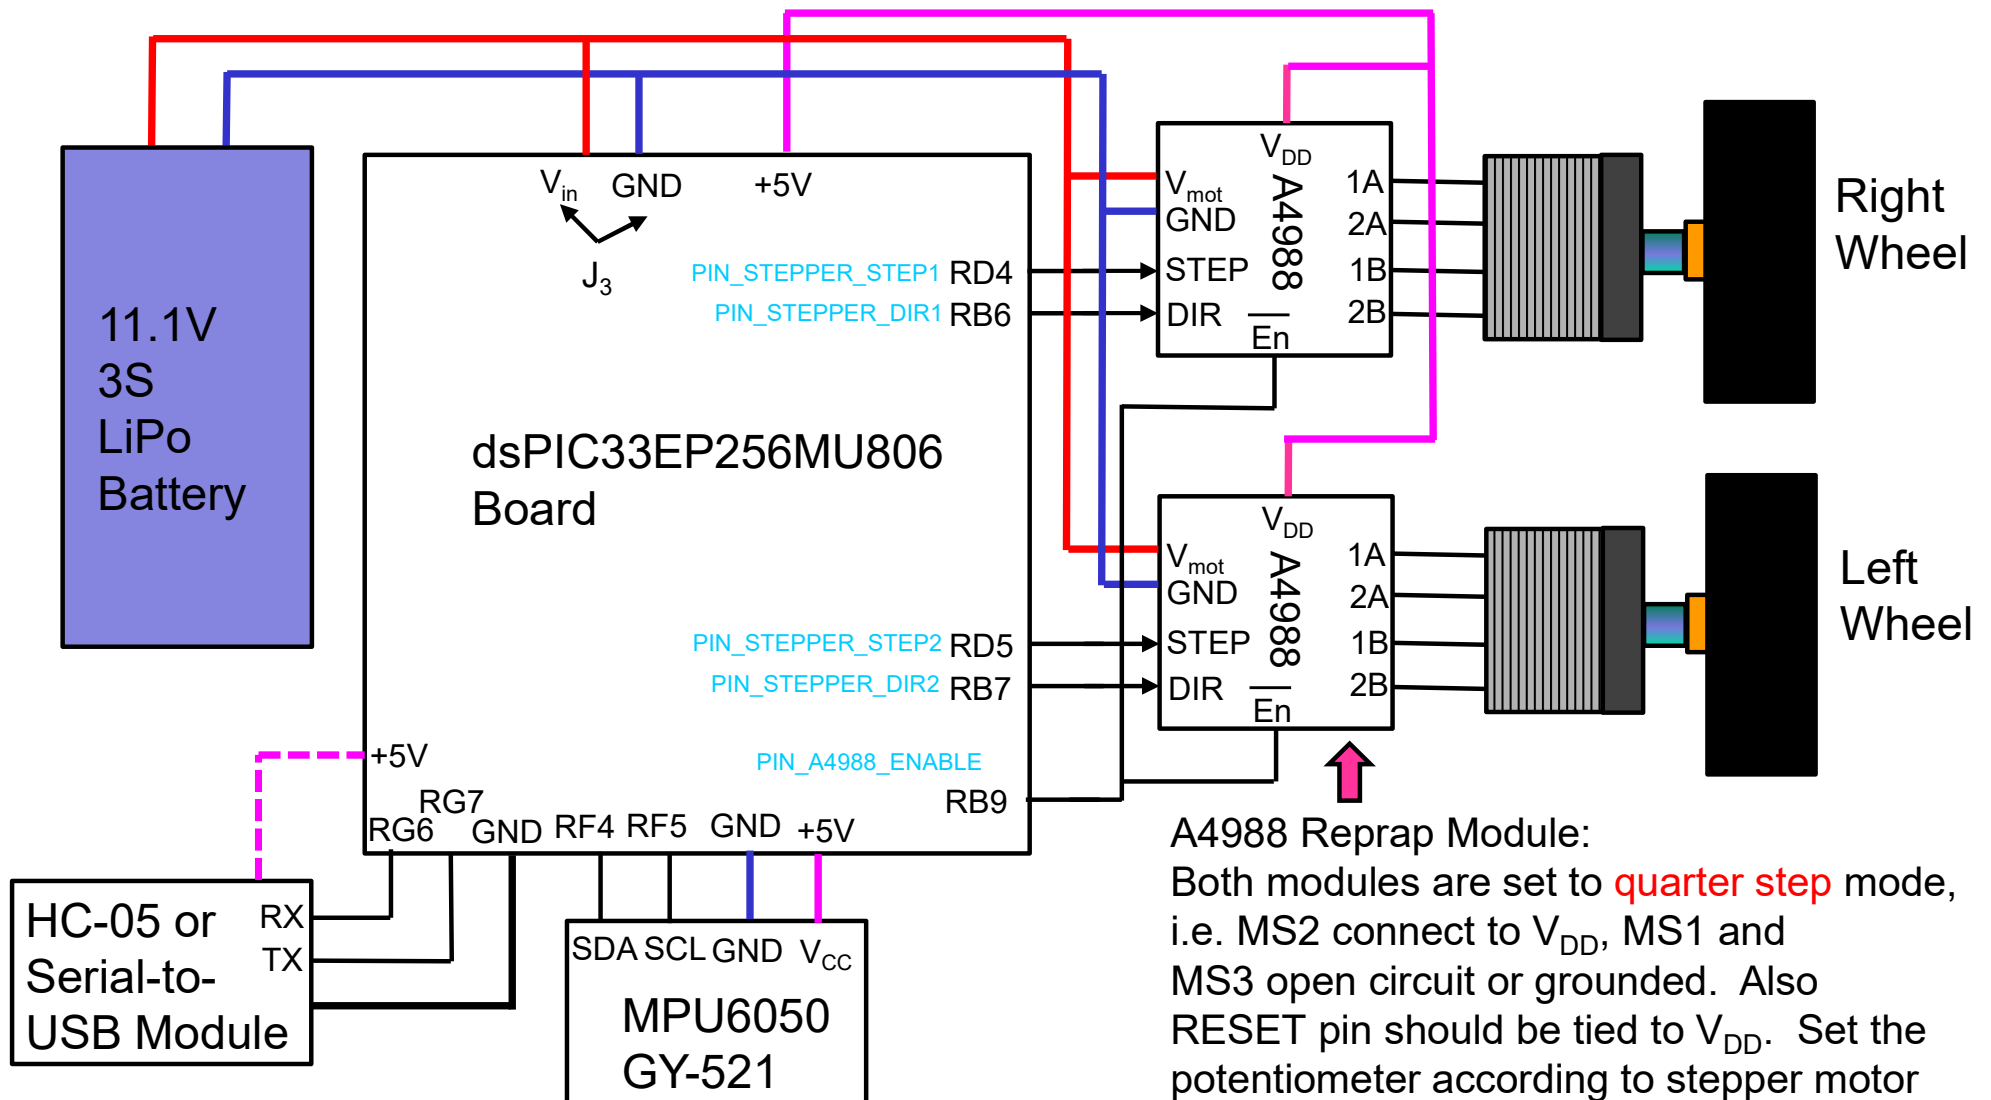 11.1V
3S
LiPo
Battery
Vin
GND
+5V
J3
PIN_STEPPER_STEP1 RD4
PIN_STEPPER_DIR1 RB6
dsPIC33EP256MU806
Board
PIN_STEPPER_STEP2 RD5
PIN_STEPPER_DIR2 RB7
PIN_A4988_ENABLE
RB9
+5V
RG7
RG6
GND
RF4
RF5
GND
+5V
VDD
Vmot
GND
STEP
DIR
A4988
En
1A
2A
1B
2B
Right
Wheel
VDD
Vmot
GND
STEP
DIR
A4988
En
1A
2A
1B
2B
Left
Wheel
HC-05 or
Serial-to-
USB Module
RX
TX
SDA SCL GND VCC
MPU6050
GY-521
A4988 Reprap Module:
Both modules are set to quarter step mode,
i.e. MS2 connect to VDD, MS1 and
MS3 open circuit or grounded. Also
RESET pin should be tied to VDD. Set the
potentiometer according to stepper motor